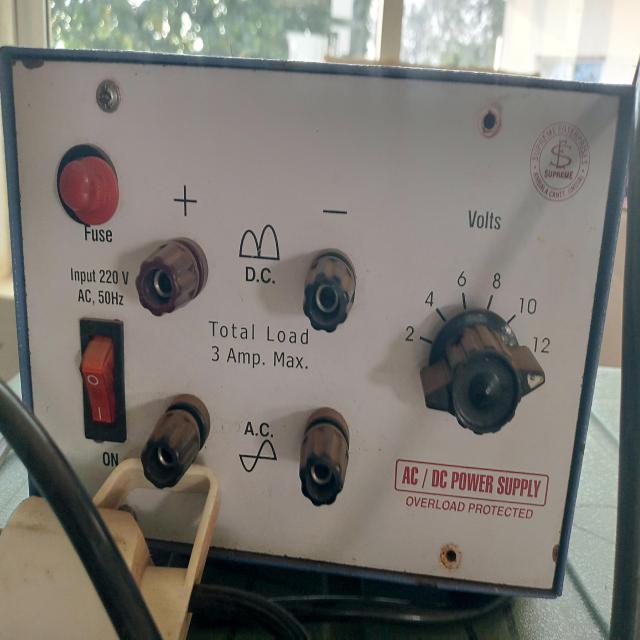 Fuse
Input 220 V
AC, 50Hz
O
I
ON
+
−
D.C.
Total Load
3 Amp. Max.
A.C.
Volts
2
4
6
8
10
12
SUPREME
AC / DC POWER SUPPLY
OVERLOAD PROTECTED